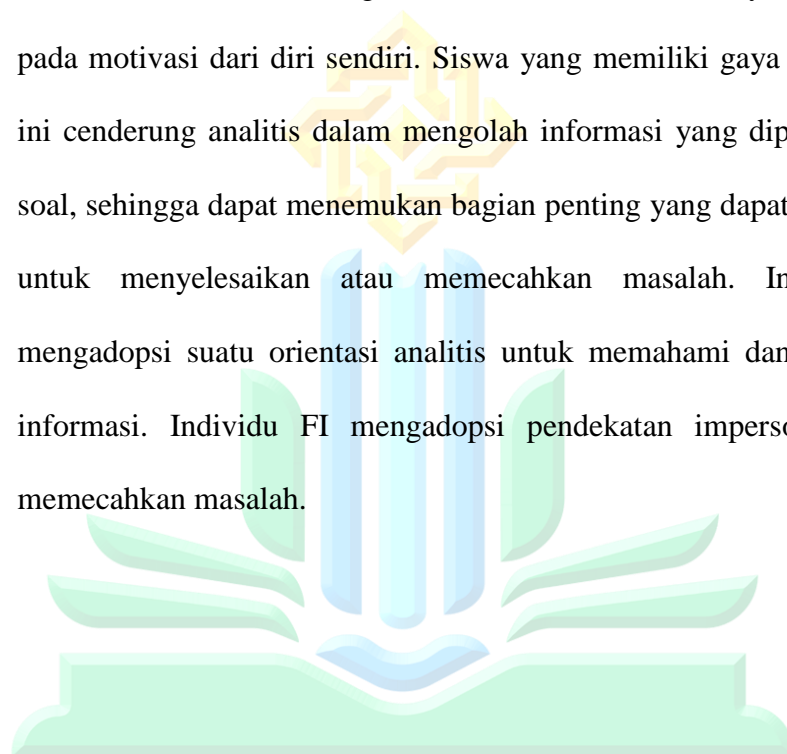 pada motivasi dari diri sendiri. Siswa yang memiliki gaya
ini cenderung analitis dalam mengolah informasi yang dip
soal, sehingga dapat menemukan bagian penting yang dapat
untuk menyelesaikan atau memecahkan masalah. In
mengadopsi suatu orientasi analitis untuk memahami dan
informasi. Individu FI mengadopsi pendekatan imperso
memecahkan masalah.